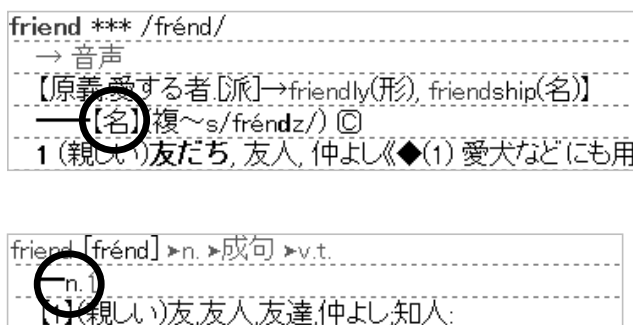 friend *** /frénd/
→ 音声
【原義:愛する者.[派]→friendly(形), friendship(名)】
━━【名】(複~s/fréndz/) Ⓒ
1 (親しい)友だち, 友人, 仲よし《◆(1) 愛犬などにも用
friend [frénd] ➤n. ➤成句 ➤v.t.
━n.
【1】(親しい)友,友人,友達,仲よし;知人: